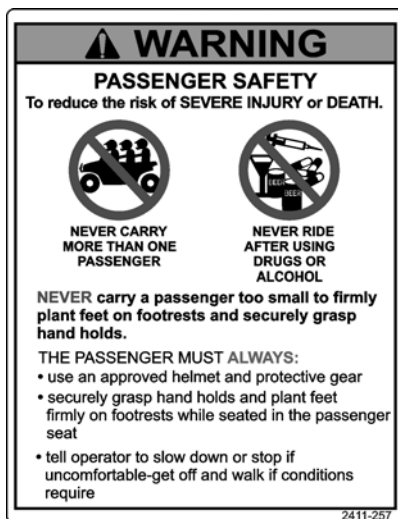 WARNING
PASSENGER SAFETY
To reduce the risk of SEVERE INJURY or DEATH.
BEER
BEER
NEVER CARRY
MORE THAN ONE
PASSENGER
NEVER RIDE
AFTER USING
DRUGS OR
ALCOHOL
NEVER carry a passenger too small to firmly
plant feet on footrests and securely grasp
hand holds.
THE PASSENGER MUST ALWAYS:
• use an approved helmet and protective gear
• securely grasp hand holds and plant feet
firmly on footrests while seated in the passenger
seat
• tell operator to slow down or stop if
uncomfortable-get off and walk if conditions
require
2411-257